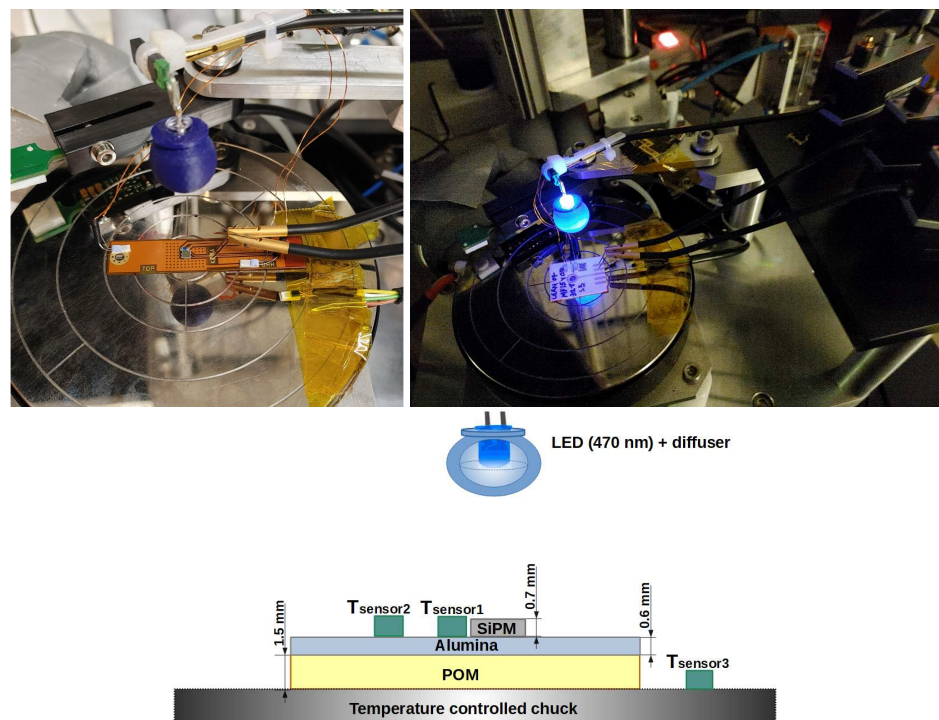 TOP
LED (470 nm) + diffuser
1.5 mm
Tsensor2
Tsensor1
SiPM
0.7 mm
0.6 mm
Alumina
POM
Tsensor3
Temperature controlled chuck